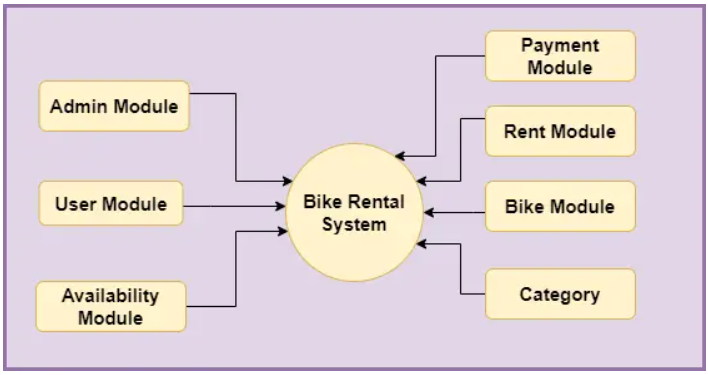 Admin Module
User Module
Availability
Module
Bike Rental
System
Payment
Module
Rent Module
Bike Module
Category